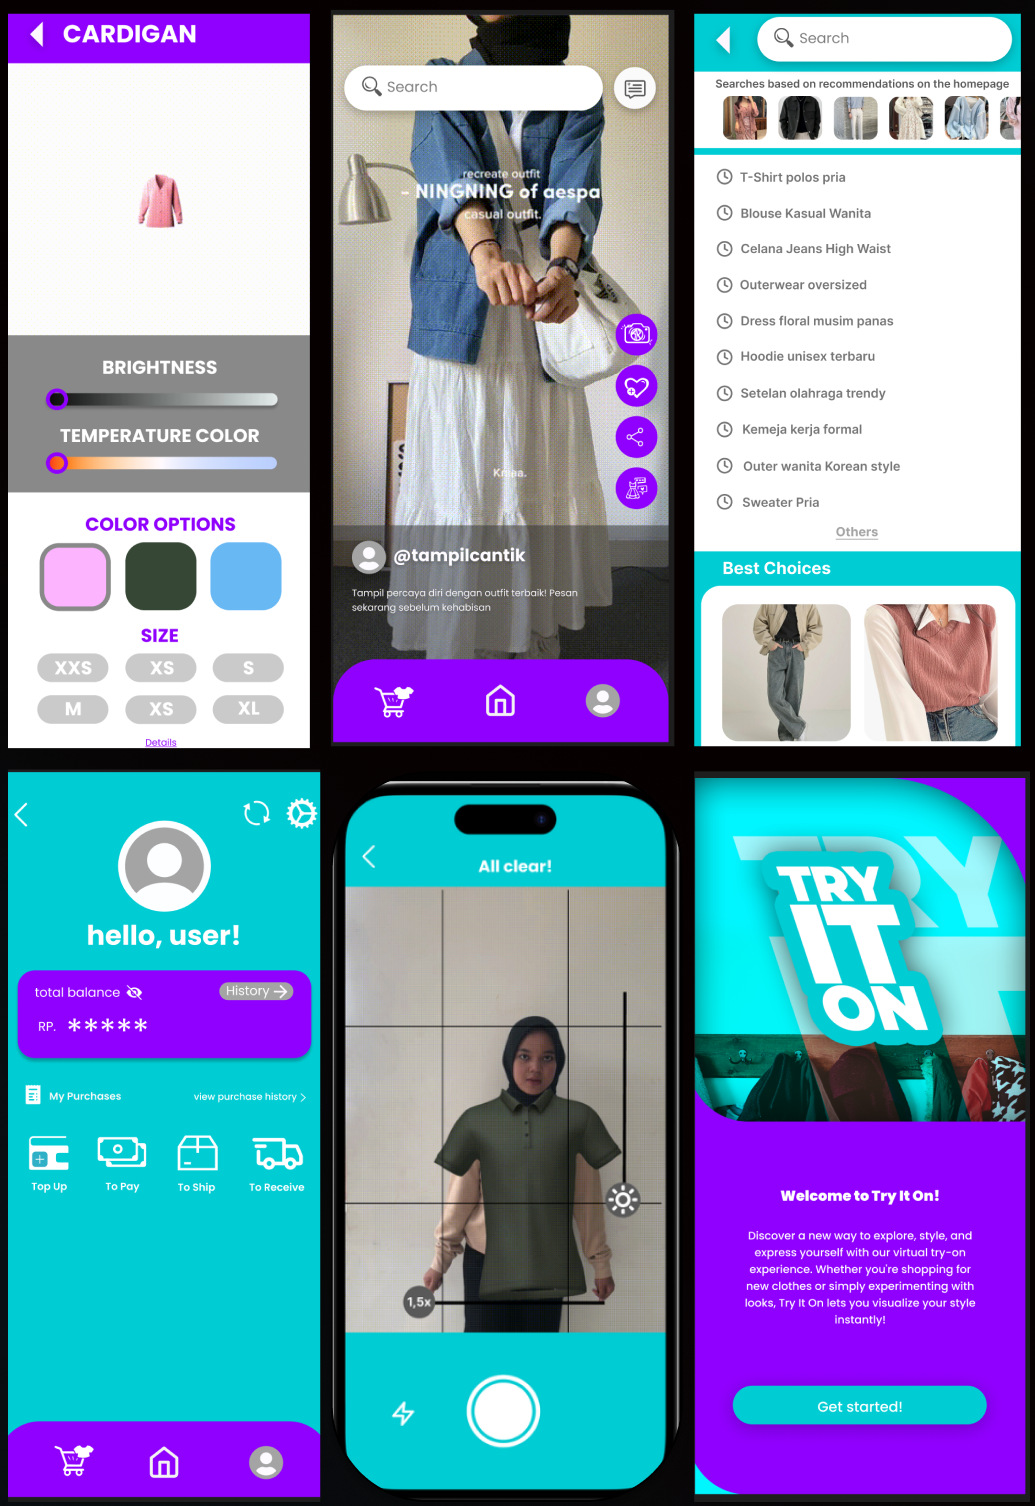 CARDIGAN
BRIGHTNESS
TEMPERATURE COLOR
COLOR OPTIONS
SIZE
XXS XS S
M XS XL
Details
Search
recreate outfit
- NINGNING of aespa
casual outfit.
@tampilcantik
Tampil percaya diri dengan outfit terbaik! Pesan
sekarang sebelum kehabisan
Search
Searches based on recommendations on the homepage
T-Shirt polos pria
Blouse Kasual Wanita
Celana Jeans High Waist
Outerwear oversized
Dress floral musim panas
Hoodie unisex terbaru
Setelan olahraga trendy
Kemeja kerja formal
Outer wanita Korean style
Sweater Pria
Others
Best Choices
hello, user!
total balance
History
RP. *****
My Purchases
view purchase history >
Top Up
To Pay
To Ship
To Receive
All clear!
1,5x
TRY
IT
TRY
IT
ON
Welcome to Try It On!
Discover a new way to explore, style, and
express yourself with our virtual try-on
experience. Whether you're shopping for
new clothes or simply experimenting with
looks, Try It On lets you visualize your style
instantly!
Get started!